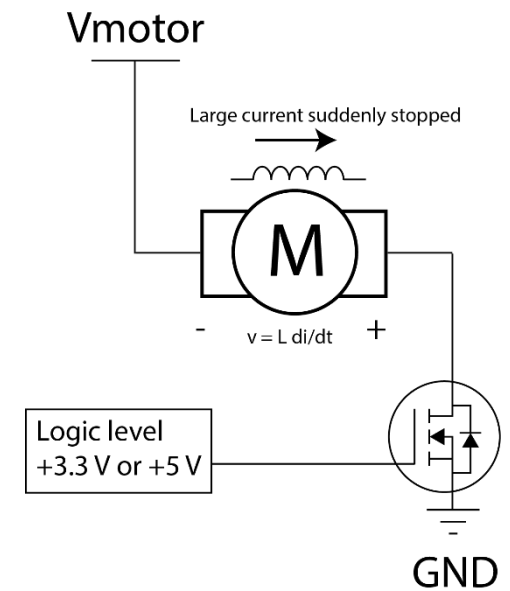 Vmotor
Large current suddenly stopped
M
- v = L di/dt +
Logic level
+3.3 V or +5 V
GND